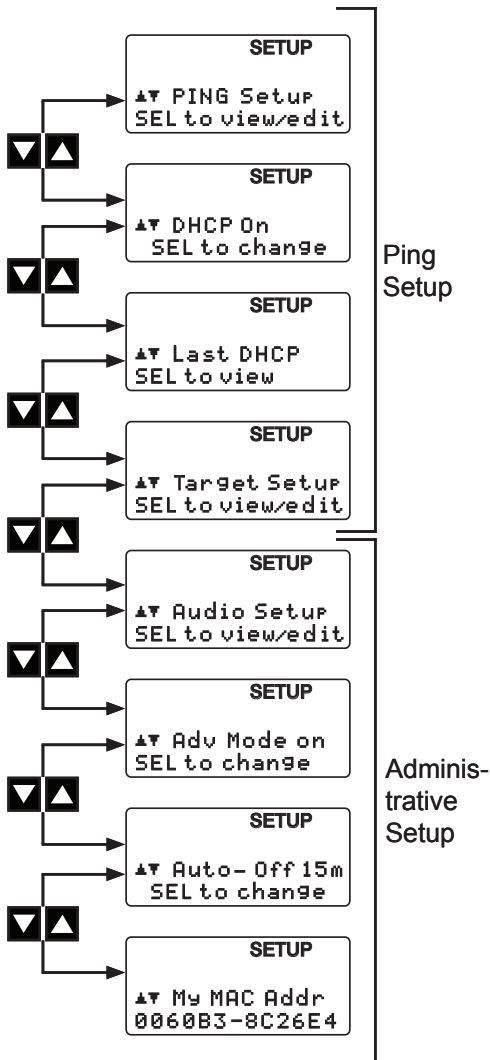 SETUP
PING Setup
SEL to view/edit
SETUP
DHCP On
SEL to change
Ping
Setup
SETUP
Last DHCP
SEL to view
SETUP
Target Setup
SEL to view/edit
SETUP
Audio Setup
SEL to view/edit
SETUP
Adv Mode on
SEL to change
Adminis-
trative
Setup
SETUP
Auto-Off 15m
SEL to change
SETUP
My MAC Addr
0060B3-8C26E4